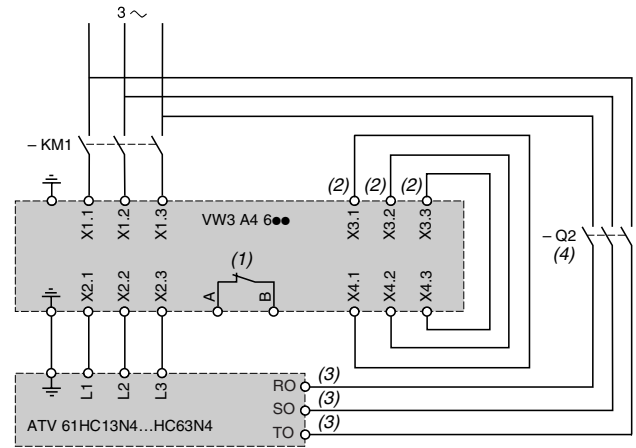 3 ~
– KM1
(2) (2) (2)
X1.1 X1.2 X1.3 VW3 A4 6●● X3.1 X3.2 X3.3
– Q2
(4)
(1)
X2.1 X2.2 X2.3 A B X4.1 X4.2 X4.3
L1 L2 L3
RO (3)
SO (3)
TO (3)
ATV 61HC13N4...HC63N4